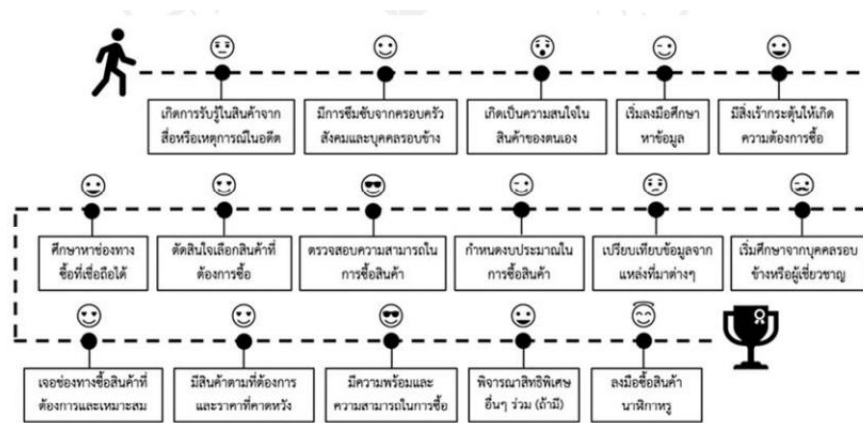 เกิดการรับรู้ในสินค้าจาก
สื่อหรือเหตุการณ์ในอดีต
มีการซึมซับจากครอบครัว
สังคมและบุคคลรอบข้าง
เกิดเป็นความสนใจใน
สินค้าของตนเอง
เริ่มลงมือศึกษา
หาข้อมูล
มีสิ่งเร้ากระตุ้นให้เกิด
ความต้องการซื้อ
เริ่มศึกษาจากบุคคลรอบ
ข้างหรือผู้เชี่ยวชาญ
เปรียบเทียบข้อมูลจาก
แหล่งที่มาต่างๆ
กำหนดงบประมาณใน
การซื้อสินค้า
ตรวจสอบความสามารถใน
การซื้อสินค้า
ตัดสินใจเลือกสินค้าที่
ต้องการซื้อ
ศึกษาหาช่องทาง
ซื้อที่เชื่อถือได้
เจอช่องทางซื้อสินค้าที่
ต้องการและเหมาะสม
มีสินค้าตามที่ต้องการ
และราคาที่คาดหวัง
มีความพร้อมและ
ความสามารถในการซื้อ
พิจารณาสิทธิพิเศษ
อื่นๆ ร่วม (ถ้ามี)
ลงมือซื้อสินค้า
นาฬิกาหรู